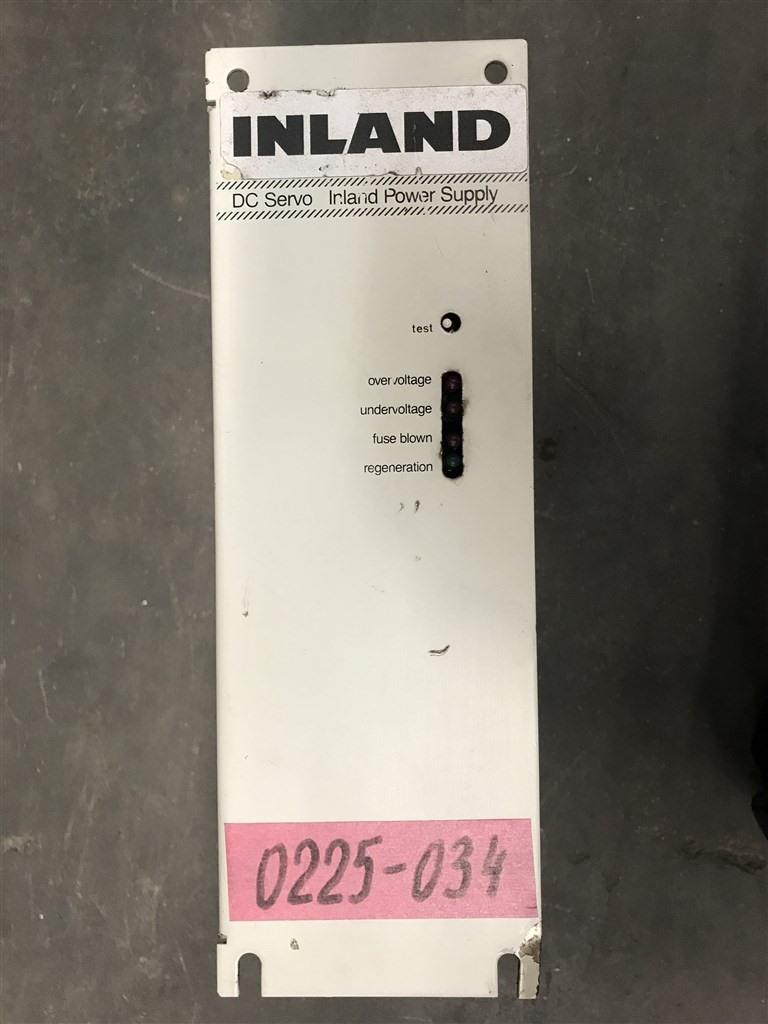 INLAND
DC Servo Inland Power Supply
test
overvoltage
undervoltage
fuse blown
regeneration
0225-034